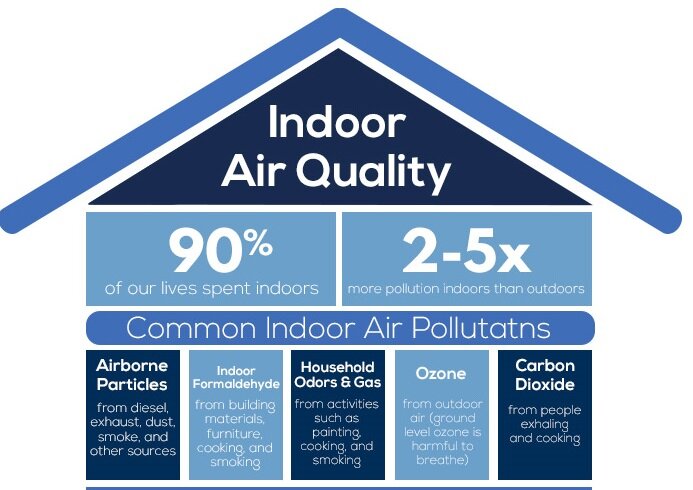 Indoor
Air Quality
90%
of our lives spent indoors
2-5x
more pollution indoors than outdoors
Common Indoor Air Pollutatns
Airborne
Particles
from diesel,
exhaust, dust,
smoke, and
other sources
Indoor
Formaldehyde
from building
materials,
furniture,
cooking, and
smoking
Household
Odors & Gas
from activities
such as
painting,
cooking, and
smoking
Ozone
from outdoor
air (ground
level ozone is
harmful to
breathe)
Carbon
Dioxide
from people
exhaling
and cooking